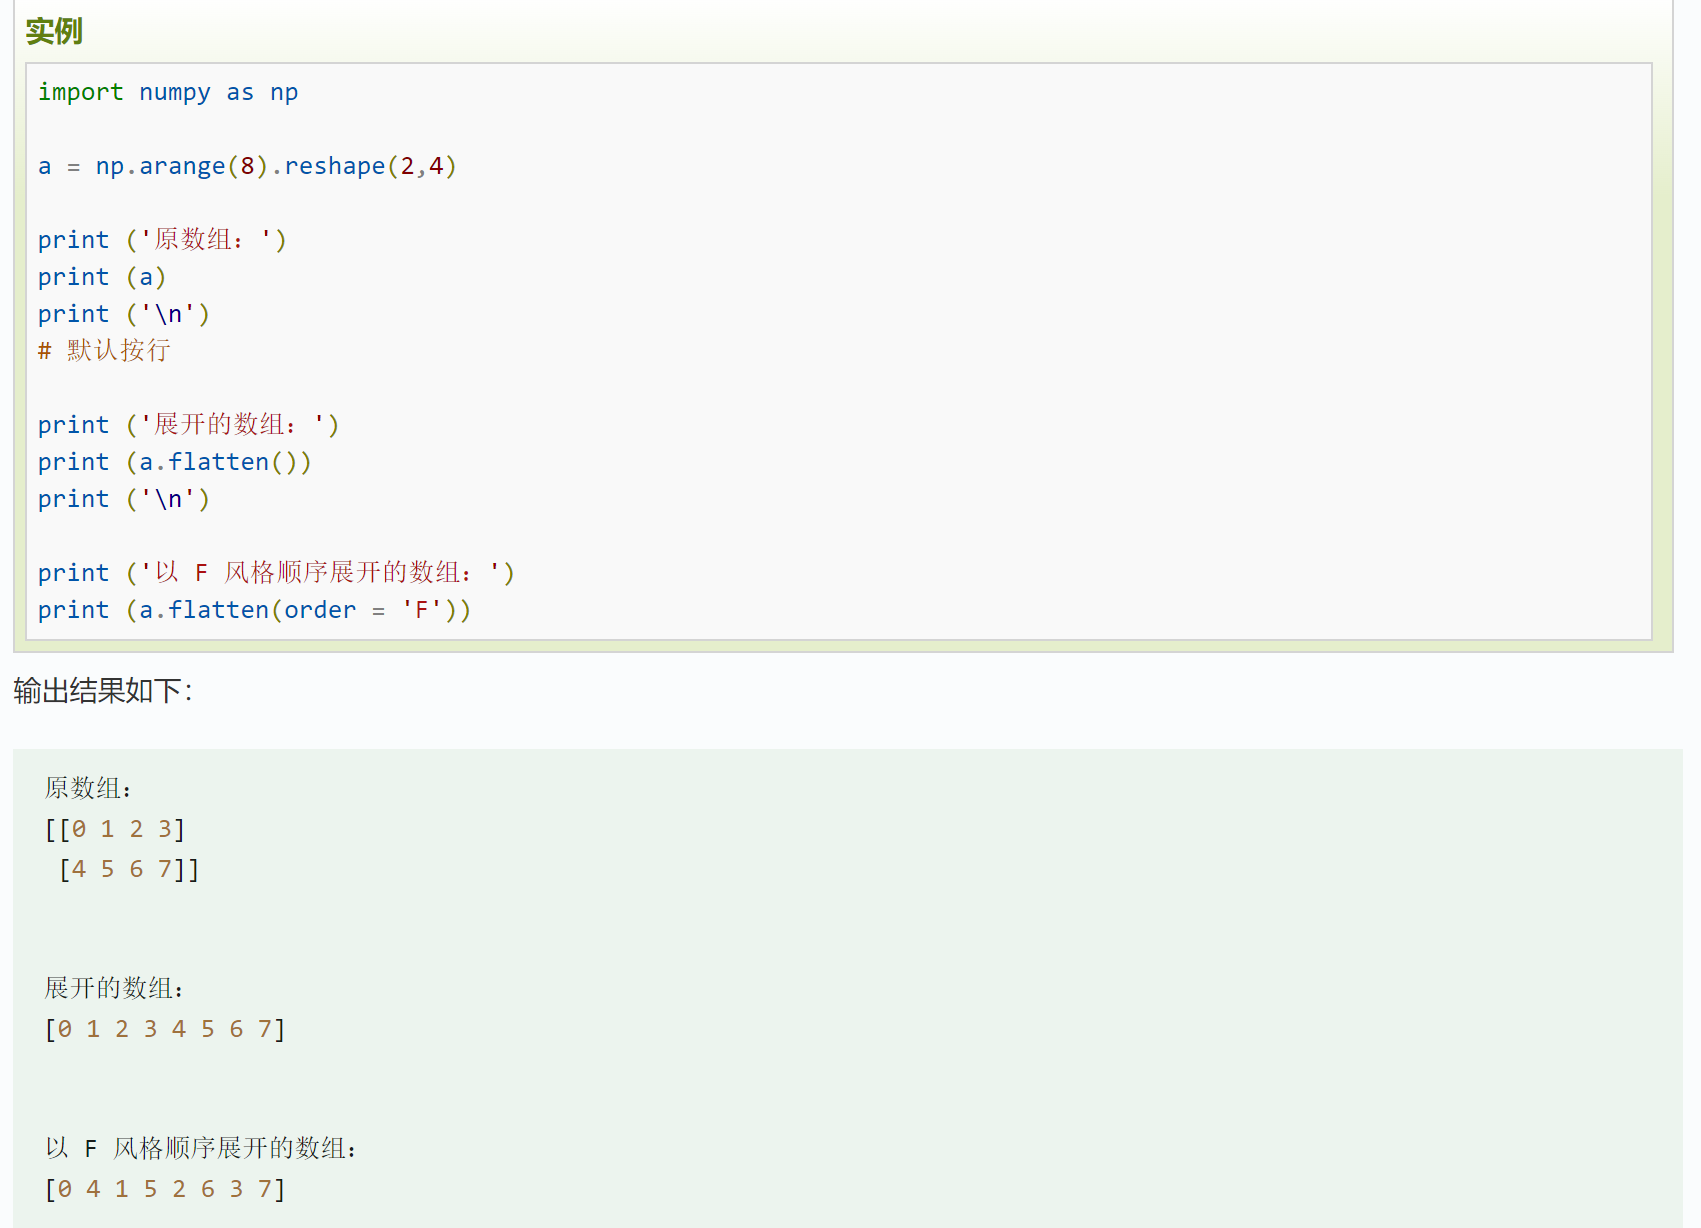 实例
import numpy as np
a = np.arange(8).reshape(2,4)
print ('原数组：')
print (a)
print ('\n')
# 默认按行
print ('展开的数组：')
print (a.flatten())
print ('\n')
print ('以 F 风格顺序展开的数组：')
print (a.flatten(order = 'F'))
输出结果如下：
原数组：
[[0 1 2 3]
 [4 5 6 7]]
展开的数组：
[0 1 2 3 4 5 6 7]
以 F 风格顺序展开的数组：
[0 4 1 5 2 6 3 7]